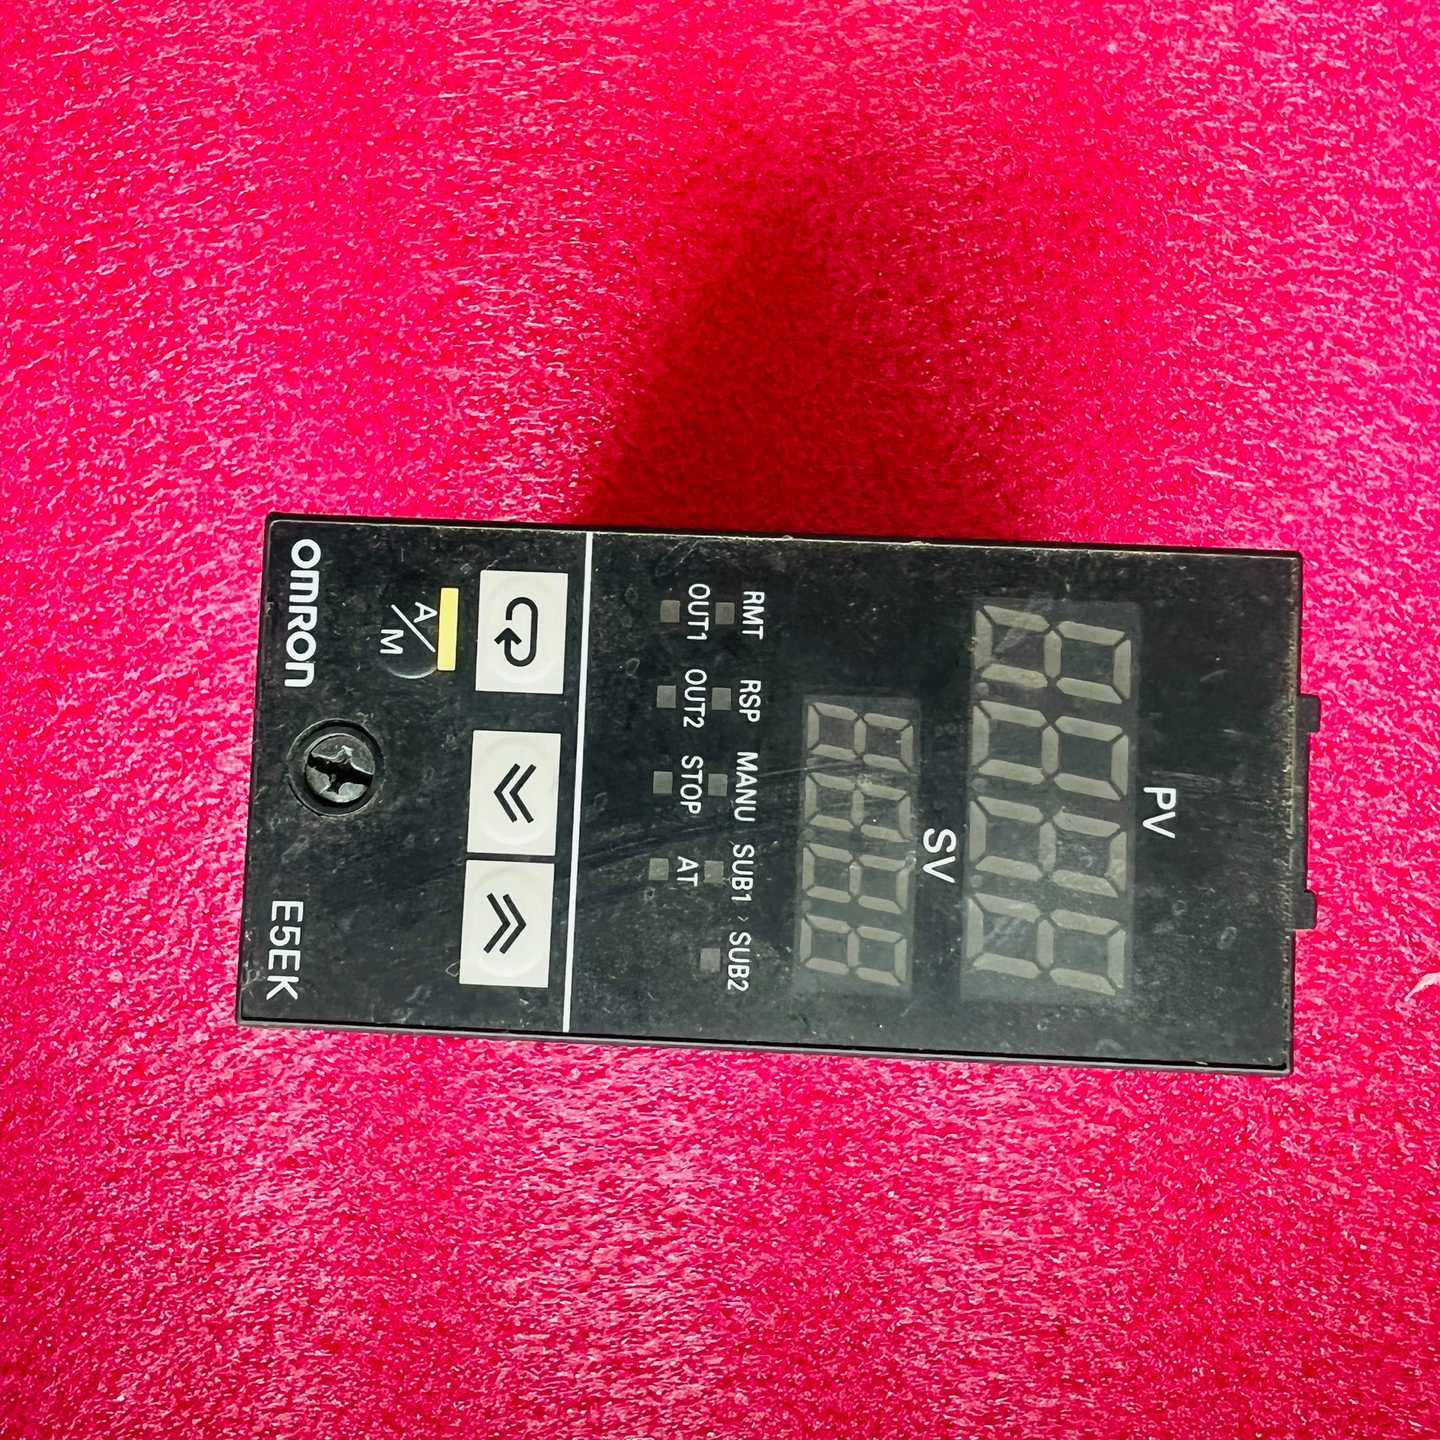 PV
SV
RMT RSP MANU SUB1 SUB2
OUT1 OUT2 STOP AT
A/M
OMRON E5EK